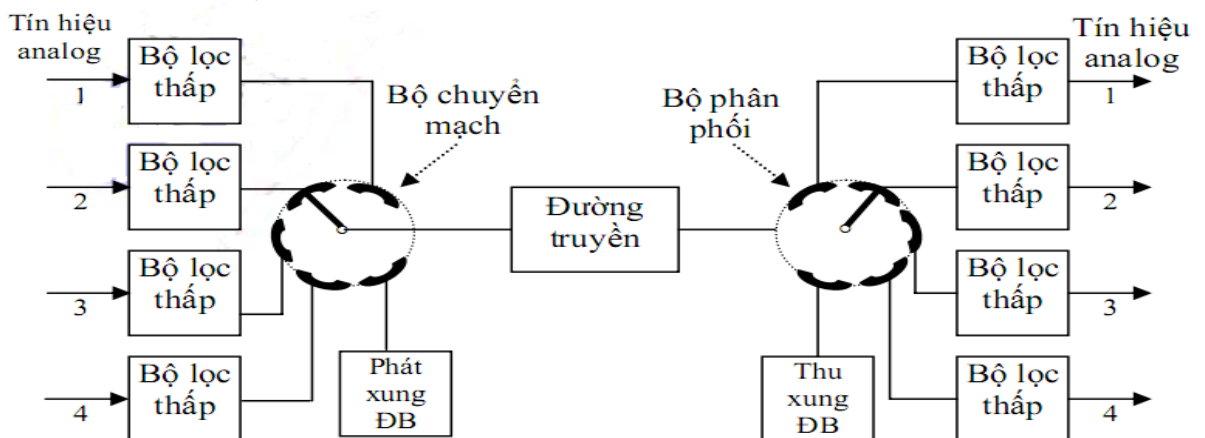 Tín hiệu
analog
1
Bộ lọc
thấp
2
Bộ lọc
thấp
3
Bộ lọc
thấp
4
Bộ lọc
thấp
Bộ chuyển
mạch
Phát
xung
ĐB
Đường
truyền
Bộ phân
phối
Thu
xung
ĐB
Bộ lọc
thấp
Tín hiệu
analog
1
Bộ lọc
thấp
2
Bộ lọc
thấp
3
Bộ lọc
thấp
4